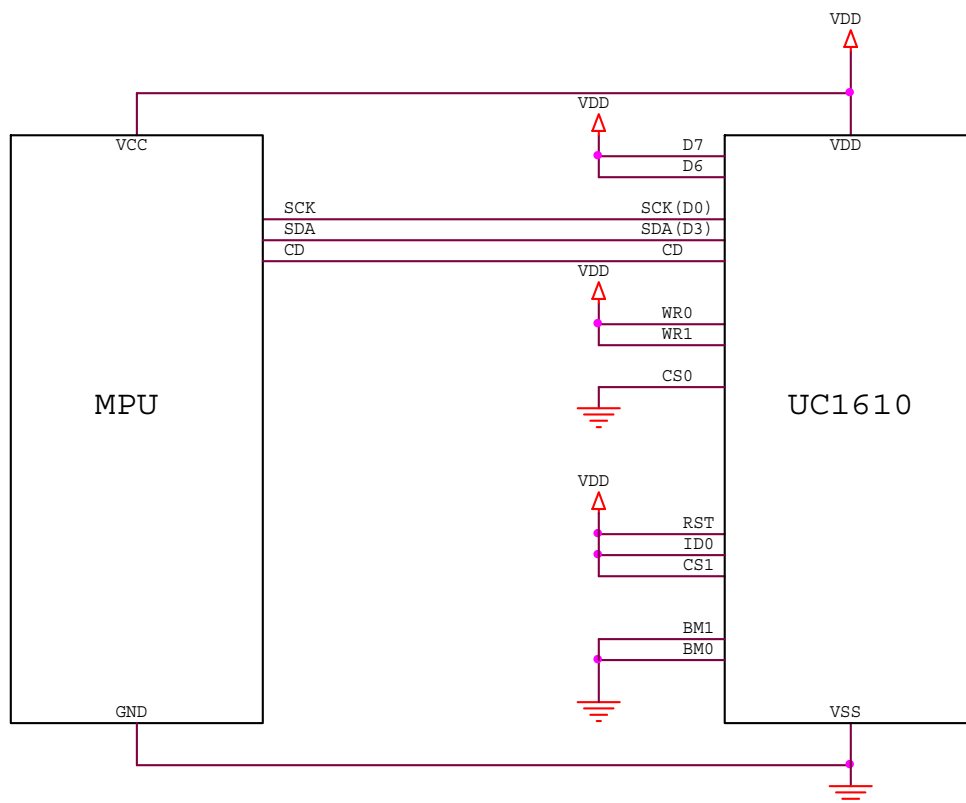 VDD
VDD
VCC
D7
VDD
D6
SCK SCK(D0)
SDA SDA(D3)
CD CD
VDD
WR0
WR1
CS0
MPU UC1610
VDD
RST
ID0
CS1
BM1
BM0
GND VSS